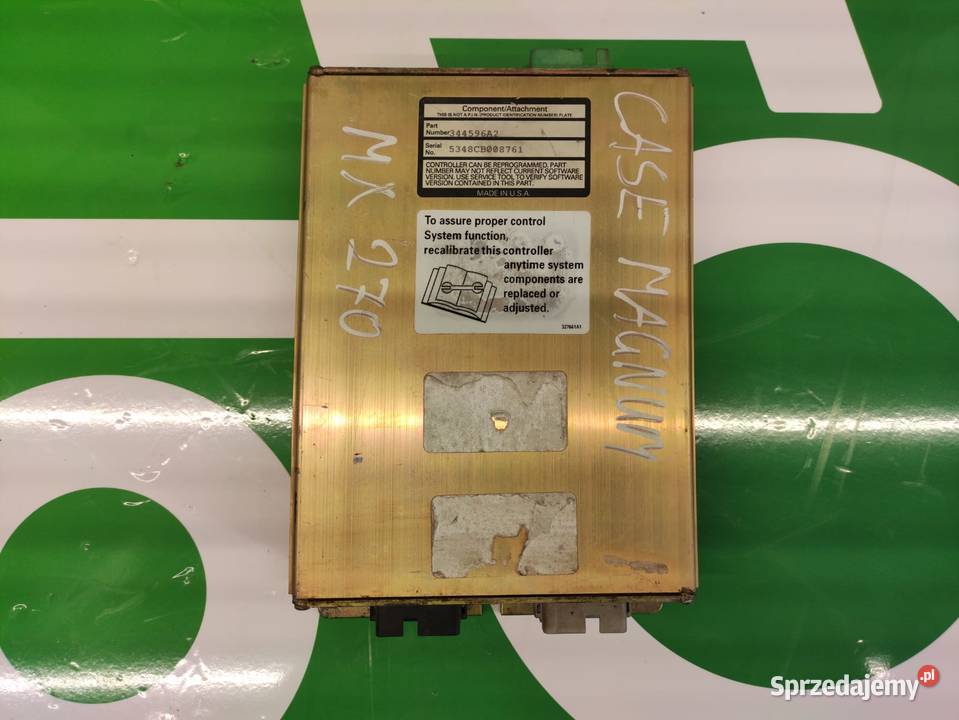 Component/Attachment
THIS IS NOT A P.I.N. (PRODUCT IDENTIFICATION NUMBER) PLATE
Part
Number 344596A2
Serial
No. 5348CB008761
CONTROLLER CAN BE REPROGRAMMED. PART
NUMBER MAY NOT REFLECT CURRENT SOFTWARE
VERSION. USE SERVICE TOOL TO VERIFY SOFTWARE
VERSION CONTAINED IN THIS PART.
MADE IN U.S.A.
To assure proper control
System function,
recalibrate this controller
anytime system
components are
replaced or
adjusted.
327661A1
CASE MAGNUM
MX 270
Sprzedajemy.pl